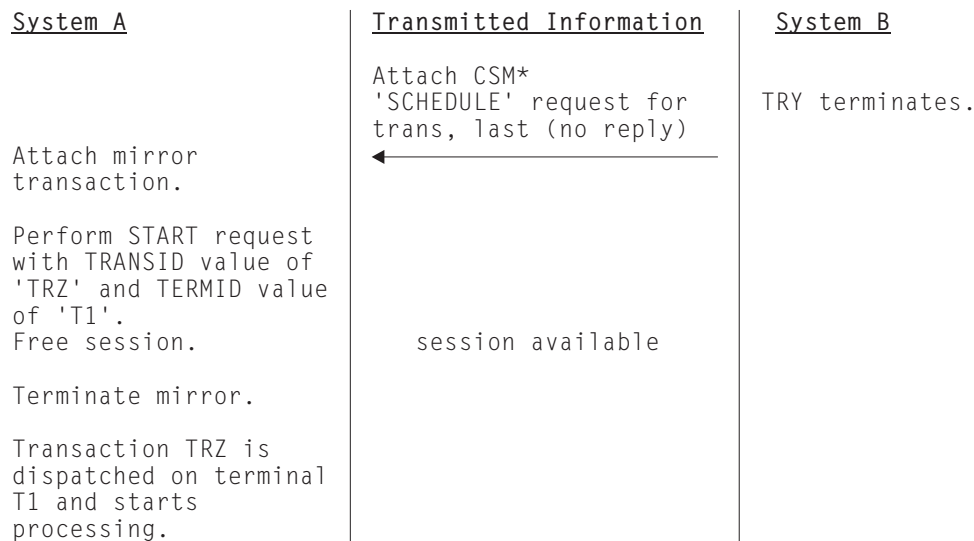 System A
Transmitted Information
System B
Attach CSM*
'SCHEDULE' request for
trans, last (no reply)
TRY terminates.
Attach mirror
transaction.
Perform START request
with TRANSID value of
'TRZ' and TERMID value
of 'T1'.
Free session.
session available
Terminate mirror.
Transaction TRZ is
dispatched on terminal
T1 and starts
processing.